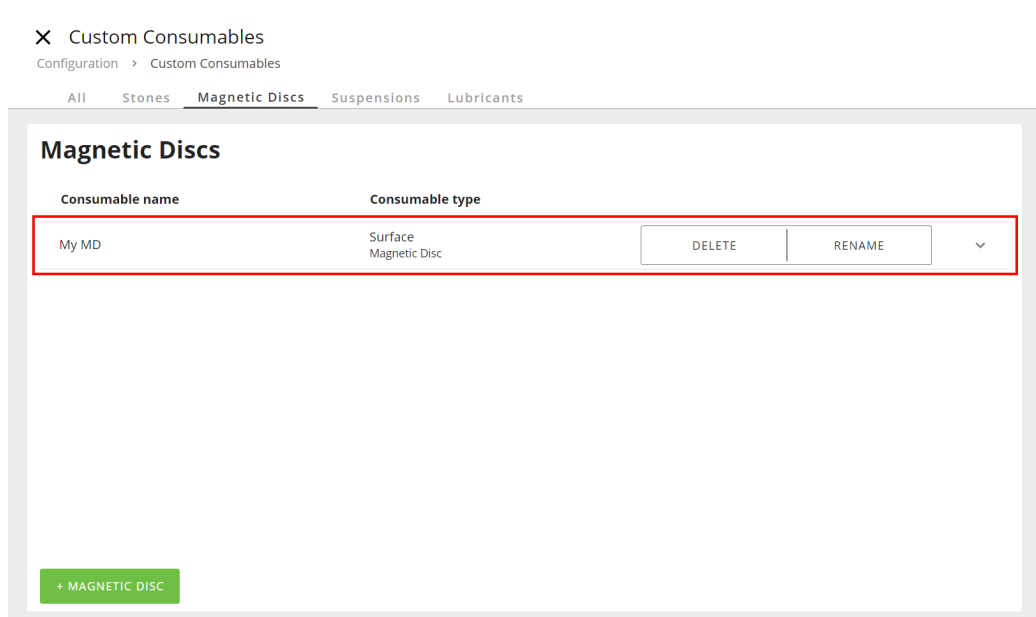 Custom Consumables
Configuration > Custom Consumables
All Stones Magnetic Discs Suspensions Lubricants
Magnetic Discs
Consumable name Consumable type
My MD Surface DELETE RENAME
Magnetic Disc
+ MAGNETIC DISC